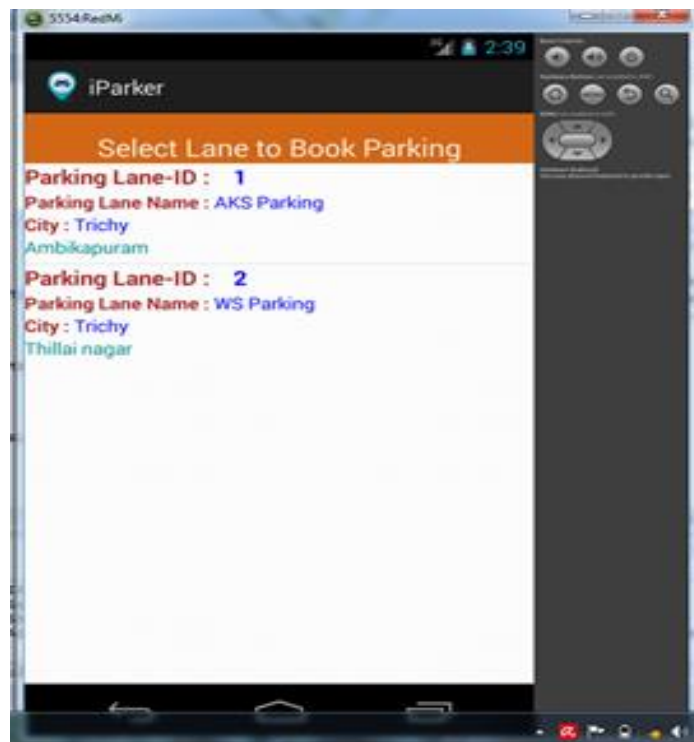 5554:RedMi
3G 2:39
iParker
Select Lane to Book Parking
Parking Lane-ID : 1
Parking Lane Name : AKS Parking
City : Trichy
Ambikapuram
Parking Lane-ID : 2
Parking Lane Name : WS Parking
City : Trichy
Thillai nagar